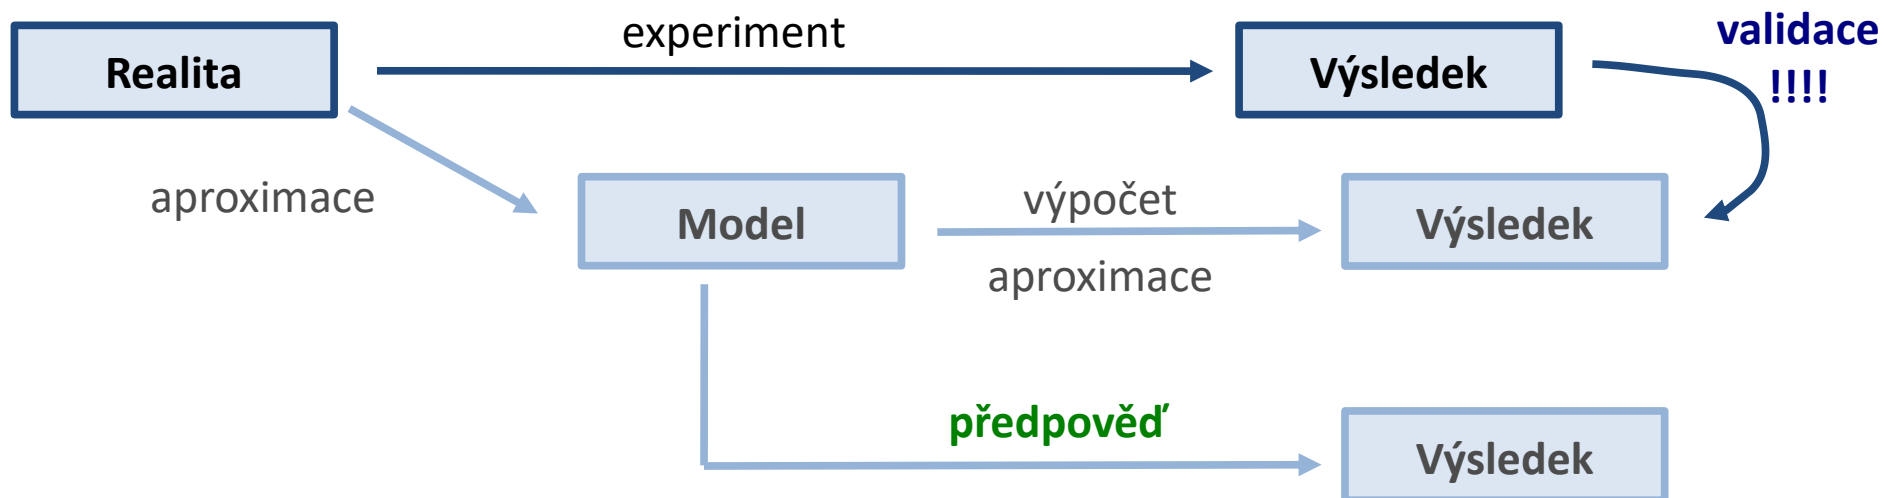 experiment
validace
!!!!
Realita
Výsledek
aproximace
Model
výpočet
aproximace
Výsledek
předpověď
Výsledek